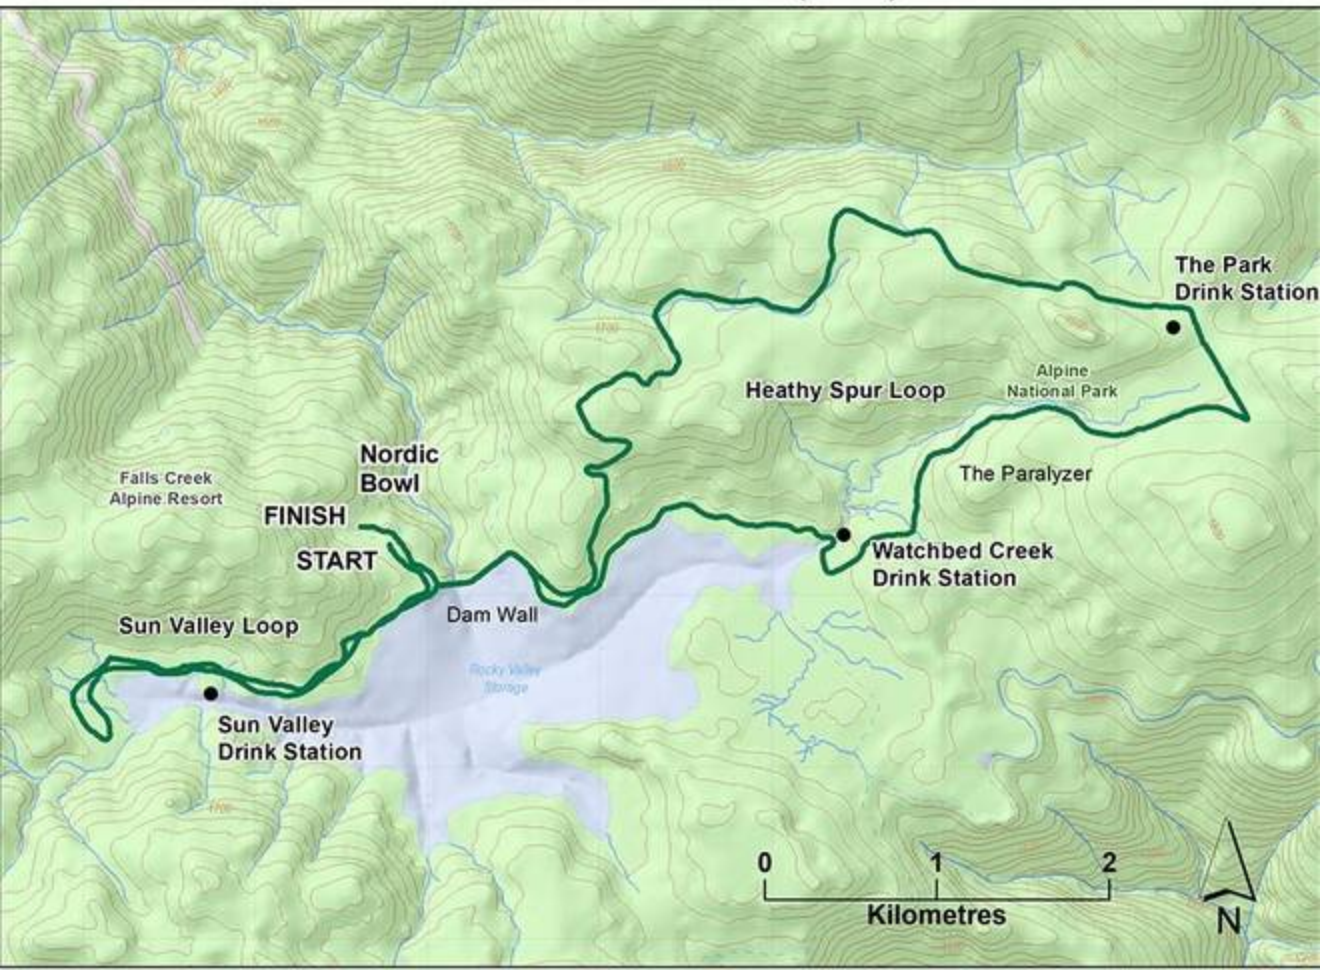 The Park
Drink Station
Alpine
National Park
Heathy Spur Loop
Nordic
Bowl
The Paralyzer
Falls Creek
Alpine Resort
FINISH
START
Watchbed Creek
Drink Station
Dam Wall
Sun Valley Loop
Rocky Valley
Storage
Sun Valley
Drink Station
1700
1700
0 1 2
Kilometres
N